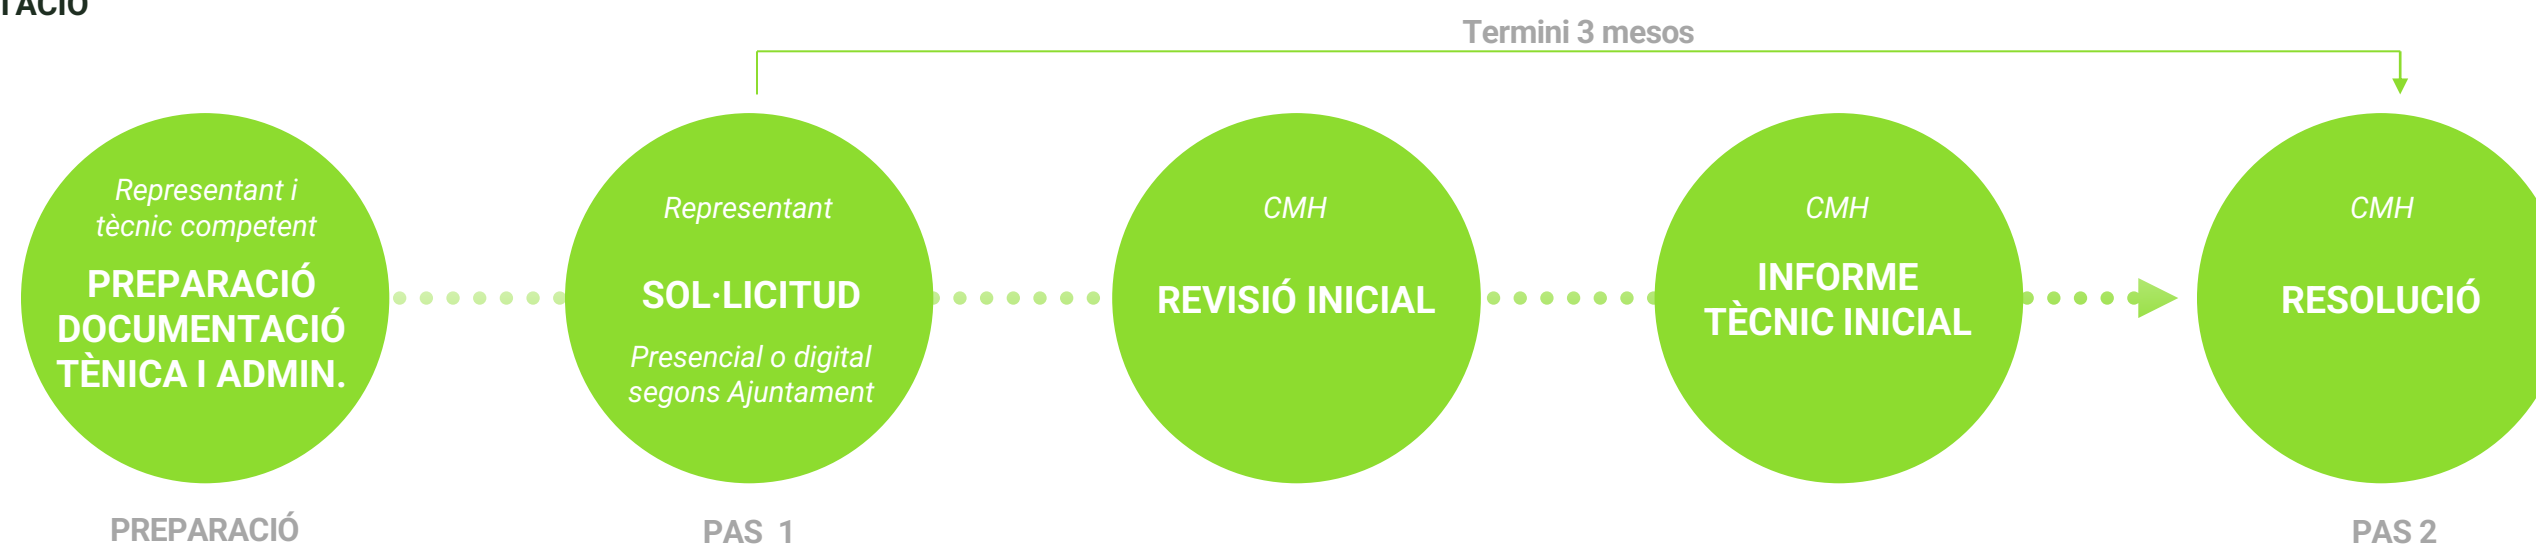 TACIÓ
Termini 3 mesos
Representant i
tècnic competent
PREPARACIÓ
DOCUMENTACIÓ
TÈNICA I ADMIN.
PREPARACIÓ
Representant
SOL·LICITUD
Presencial o digital
segons Ajuntament
PAS 1
CMH
REVISIÓ INICIAL
CMH
INFORME
TÈCNIC INICIAL
CMH
RESOLUCIÓ
PAS 2